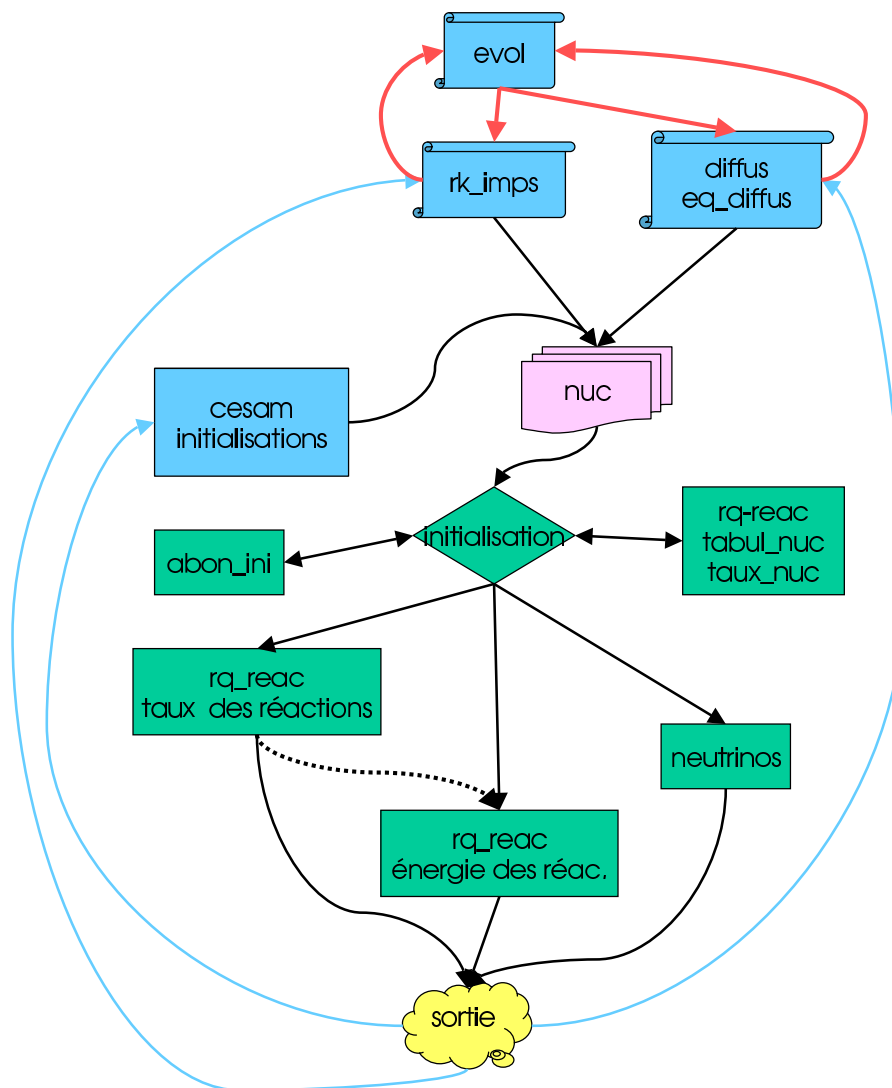 evol
rk_imps
diffus
eq_diffus
nuc
cesam
initialisations
initialisation
abon_ini
rq-reac
tabul_nuc
taux_nuc
rq_reac
taux des réactions
neutrinos
rq_reac
énergie des réac.
sortie